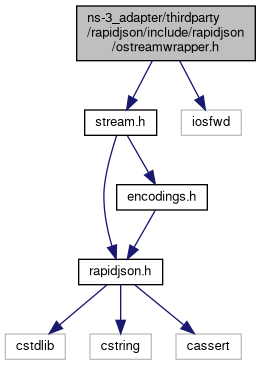 ns-3_adapter/thirdparty
/rapidjson/include/rapidjson
/ostreamwrapper.h
stream.h
iosfwd
encodings.h
rapidjson.h
cstdlib
cstring
cassert